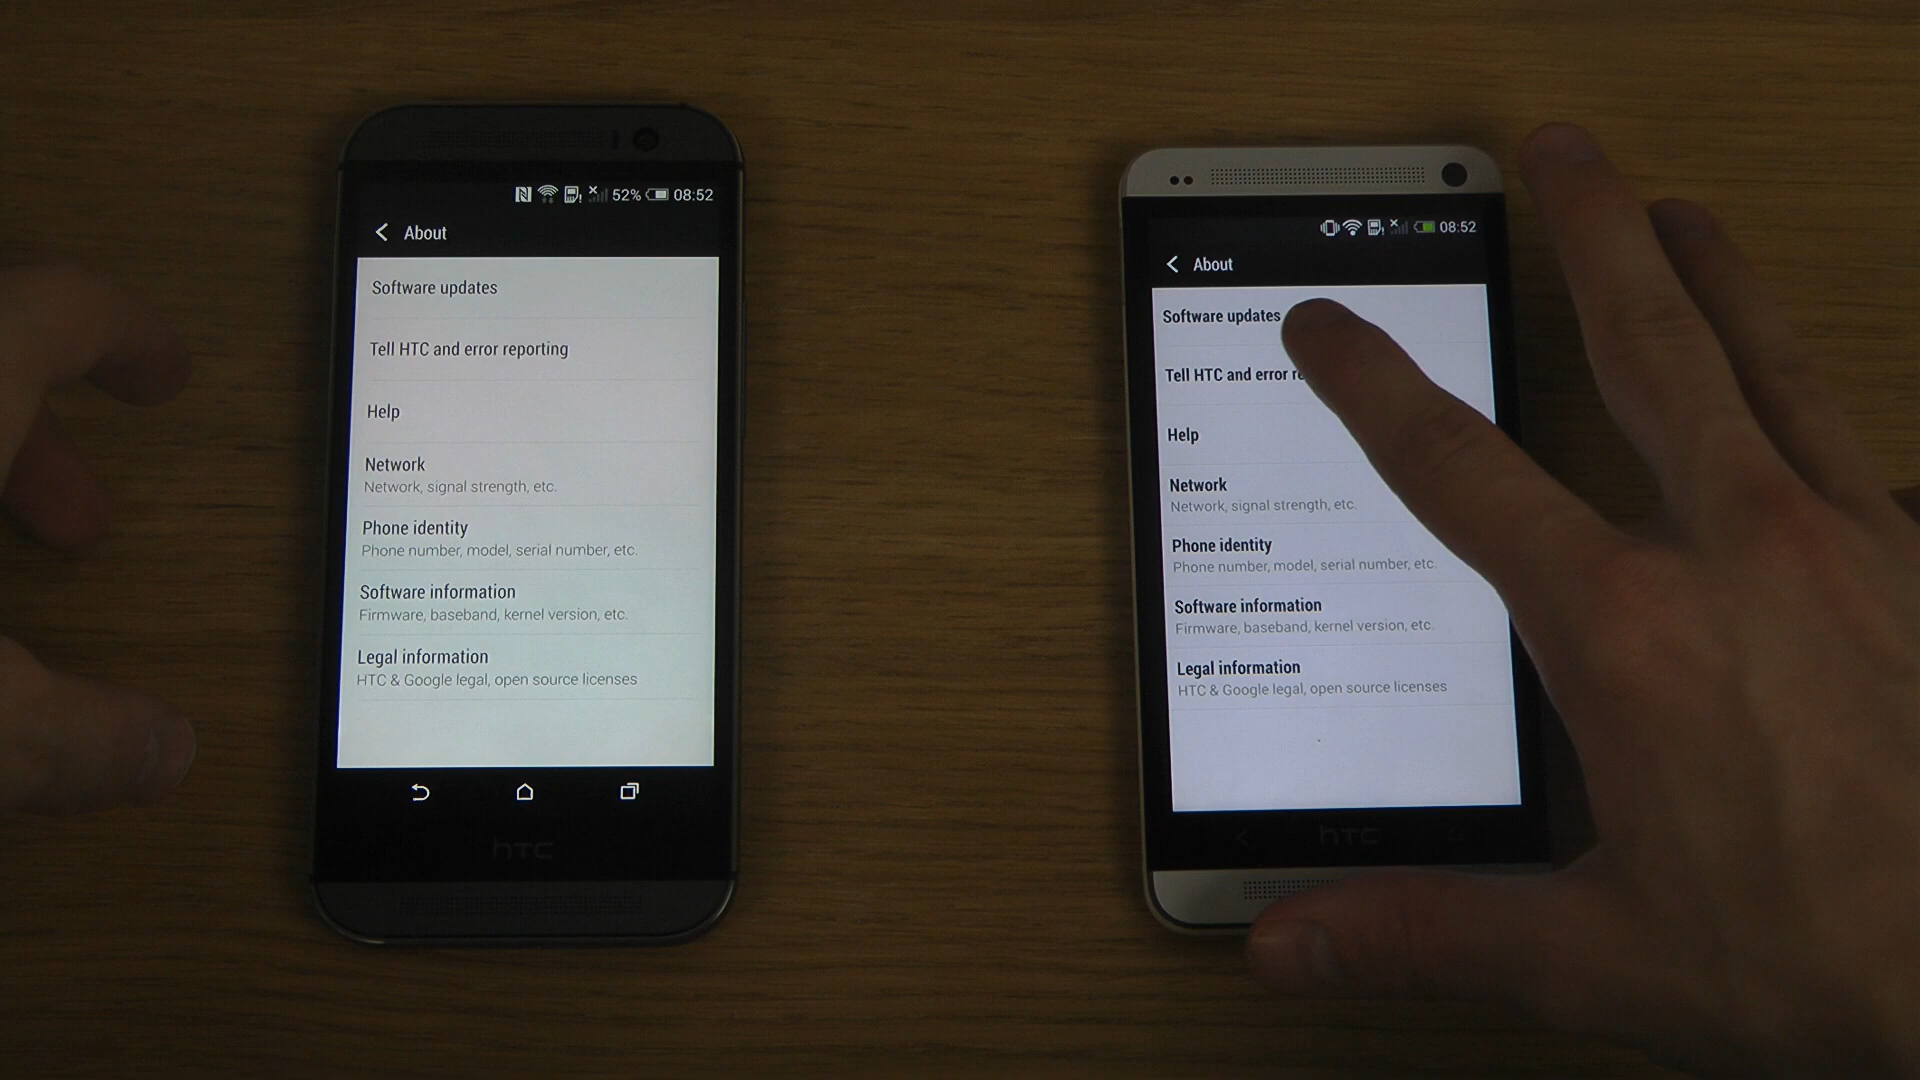 52% 08:52
About
Software updates
Tell HTC and error reporting
Help
Network
Network, signal strength, etc.
Phone identity
Phone number, model, serial number, etc.
Software information
Firmware, baseband, kernel version, etc.
Legal information
HTC & Google legal, open source licenses
hTC
08:52
About
Software updates
Tell HTC and error re
Help
Network
Network, signal strength, etc.
Phone identity
Phone number, model, serial number, etc.
Software information
Firmware, baseband, kernel version, etc.
Legal information
HTC & Google legal, open source licenses
hTC